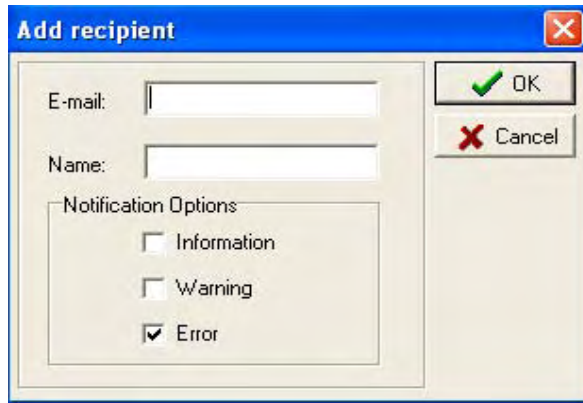 Add recipient
E-mail:
OK
Cancel
Name:
Notification Options
Information
Warning
Error